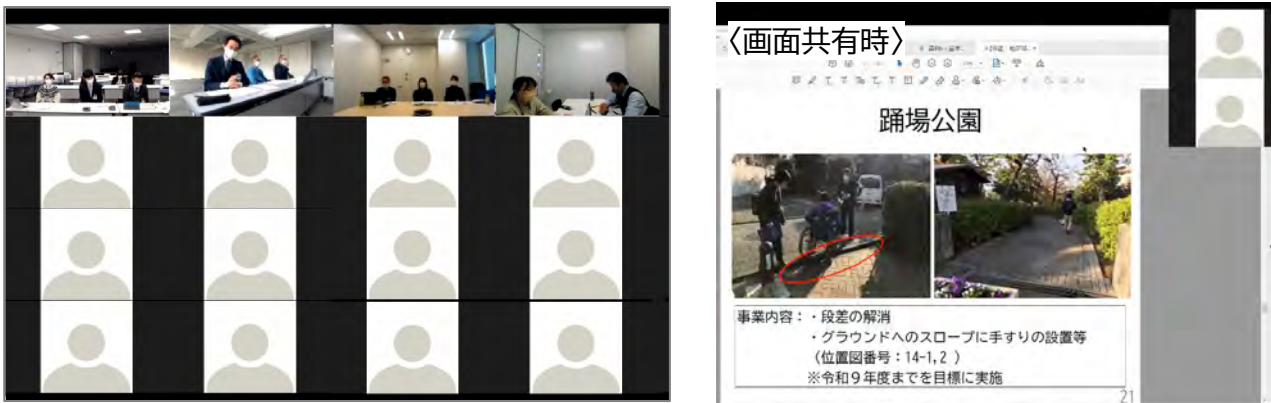 〈画面共有時〉
踊場公園
事業内容：・段差の解消
・グラウンドへのスロープに手すりの設置等
（位置図番号：14-1,2 ）
※令和９年度までを目標に実施
21